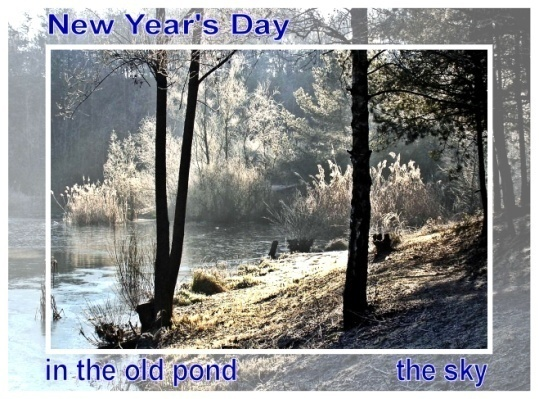 New Year's Day
in the old pond the sky